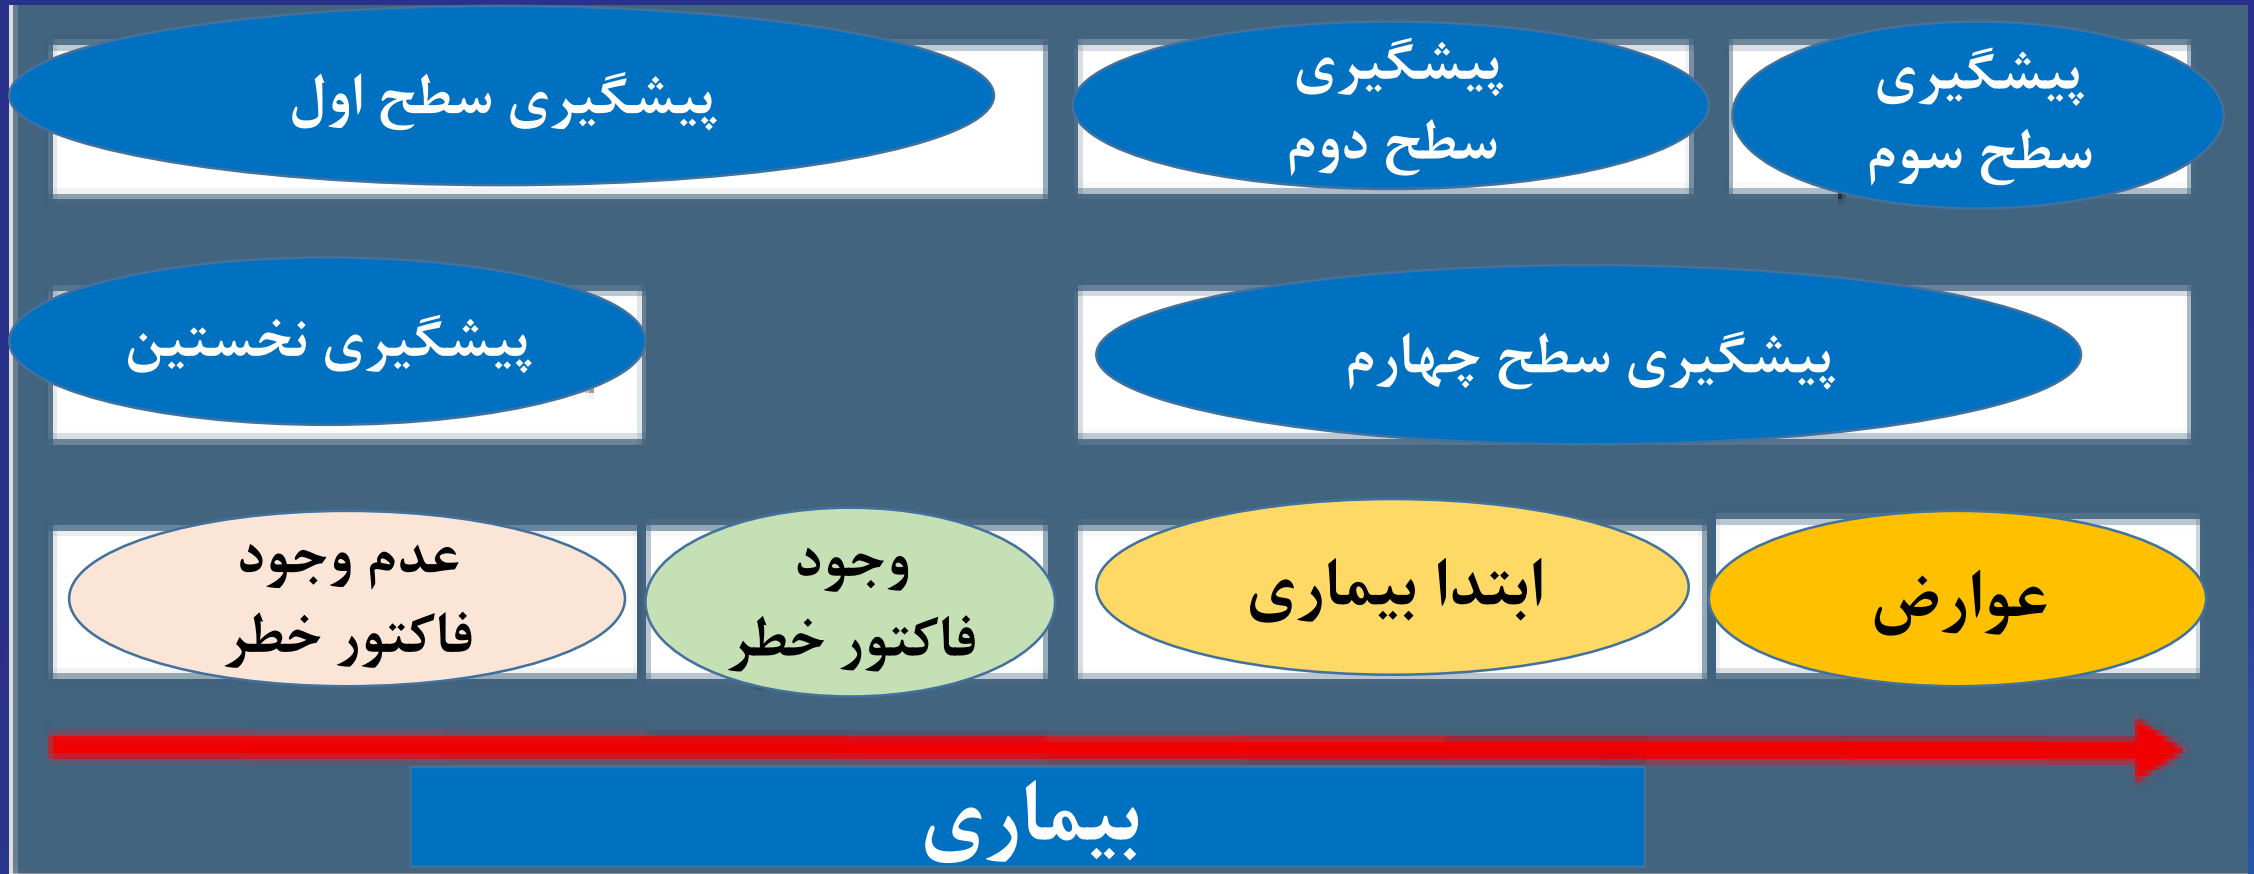 پیشگیری سطح اول
پیشگیری
سطح دوم
پیشگیری
سطح سوم
پیشگیری نخستین
پیشگیری سطح چهارم
عدم وجود
فاکتور خطر
وجود
فاکتور خطر
ابتدا بیماری
عوارض
بیماری